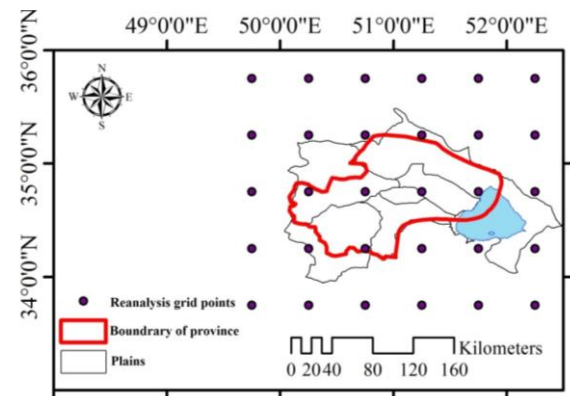 49°0'0"E 50°0'0"E 51°0'0"E 52°0'0"E
36°0'0"N
35°0'0"N
34°0'0"N
N
W E
S
Reanalysis grid points
Boundrary of province
Plains
Kilometers
0 20 40 80 120 160